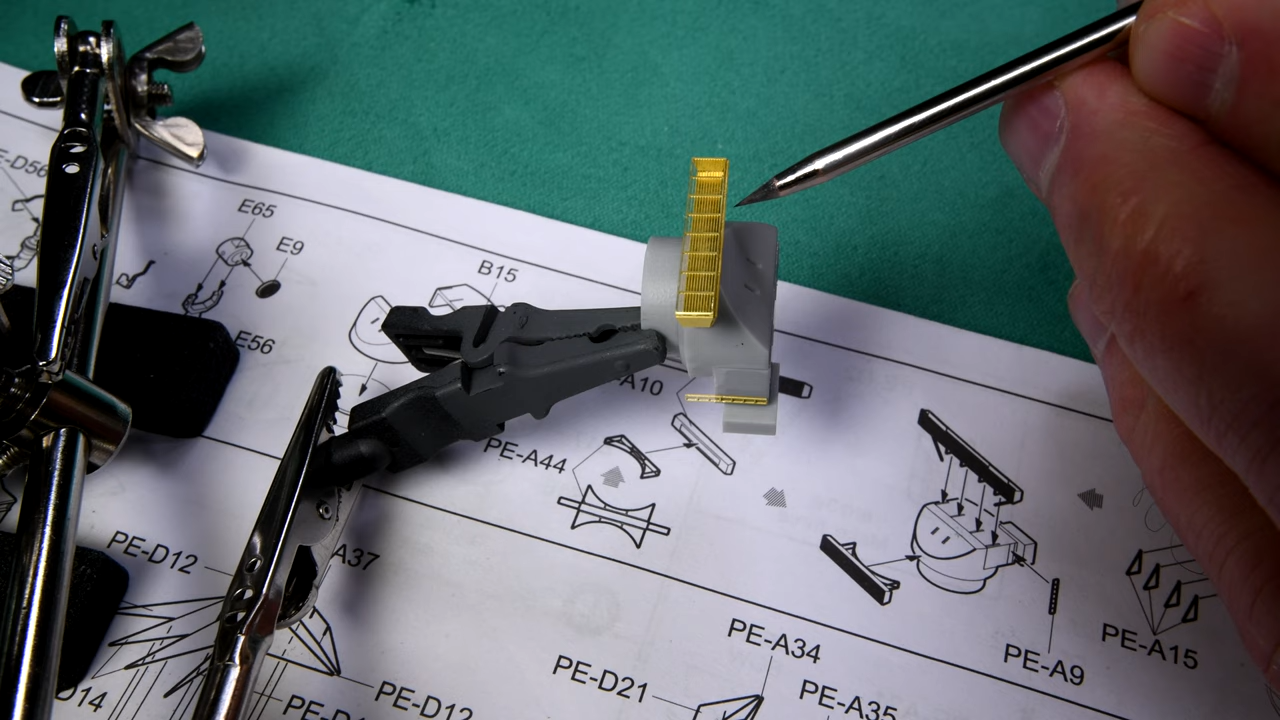 E-D56
E65
E9
B15
E56
A10
PE-A44
PE-D12
A37
PE-A34
PE-A15
PE-A9
PE-D21
PE-A35
D14
PE-D12